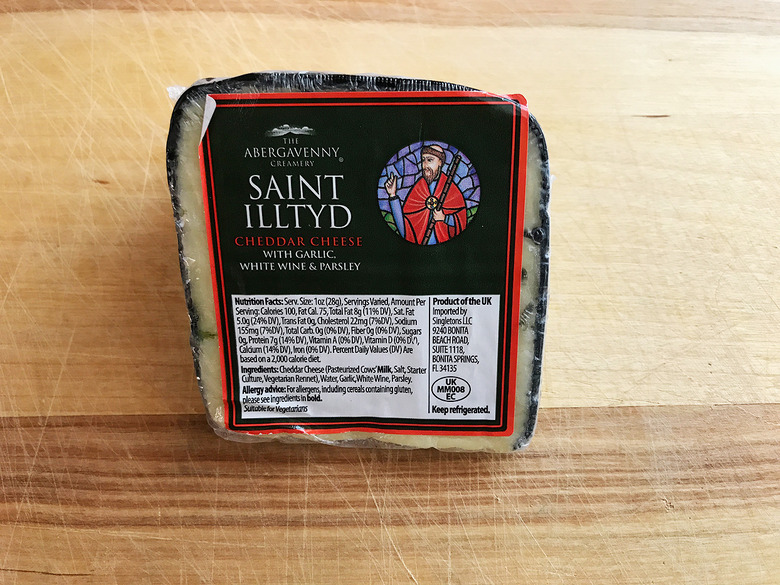 THE
ABERGAVENNY®
CREAMERY
SAINT
ILLTYD
CHEDDAR CHEESE
WITH GARLIC,
WHITE WINE & PARSLEY
Nutrition Facts: Serv. Size: 1oz (28g), Servings Varied, Amount Per
Serving: Calories 100, Fat Cal. 75, Total Fat 8g (11% DV), Sat. Fat
5.0g (24% DV), Trans Fat 0g, Cholesterol 22mg (7%DV), Sodium
155mg (7%DV), Total Carb. 0g (0% DV), Fiber 0g (0% DV), Sugars
0g, Protein 7g (14% DV), Vitamin A (0% DV), Vitamin D (0% DV),
Calcium (14% DV), Iron (0% DV). Percent Daily Values (DV) Are
based on a 2,000 calorie diet.
Ingredients: Cheddar Cheese (Pasteurized Cows' Milk, Salt, Starter
Culture, Vegetarian Rennet), Water, Garlic, White Wine, Parsley.
Allergy advice: For allergens, including cereals containing gluten,
please see ingredients in bold.
Suitable for Vegetarians
Product of the UK
Imported by
Singletons LLC
9240 BONITA
BEACH ROAD,
SUITE 1118,
BONITA SPRINGS,
FL 34135
UK
MM008
EC
Keep refrigerated.